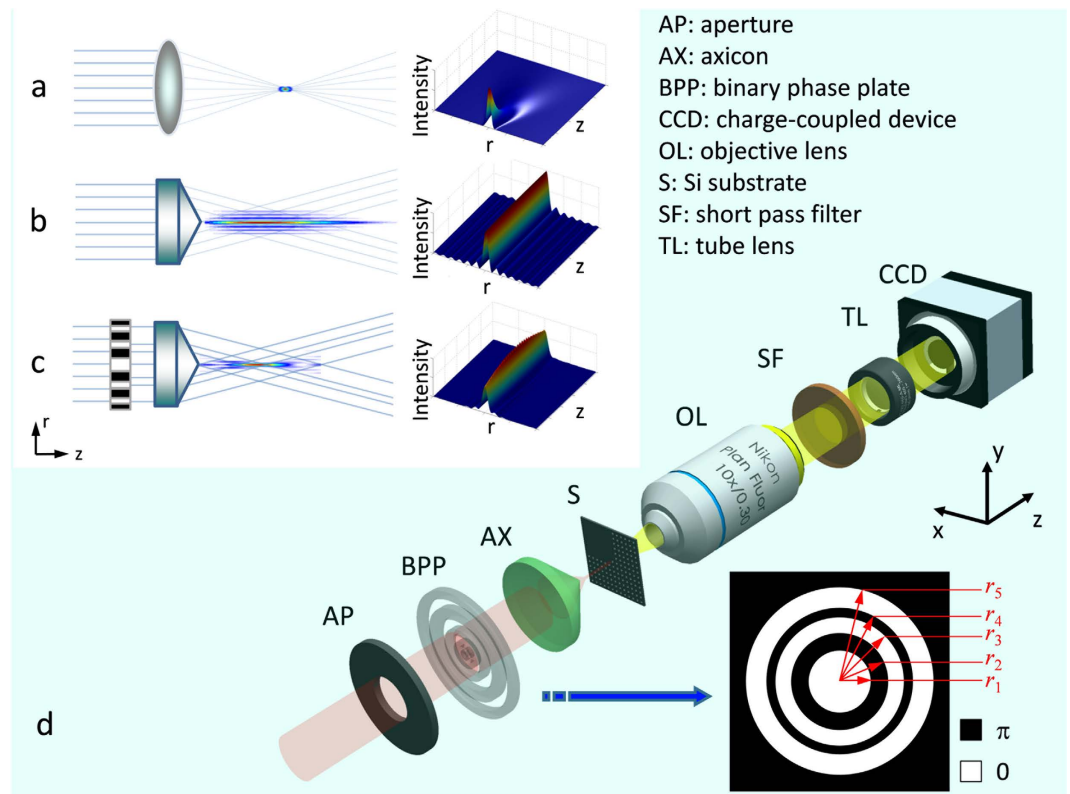 AP: aperture
AX: axicon
BPP: binary phase plate
CCD: charge-coupled device
OL: objective lens
S: Si substrate
SF: short pass filter
TL: tube lens
a
Intensity
r
z
b
Intensity
r
z
c
Intensity
r
z
r
z
CCD
TL
SF
OL
Nikon
plan Fluor
10x/0.30
S
AX
BPP
AP
y
x
z
r5
r4
r3
r2
r1
π
0
d